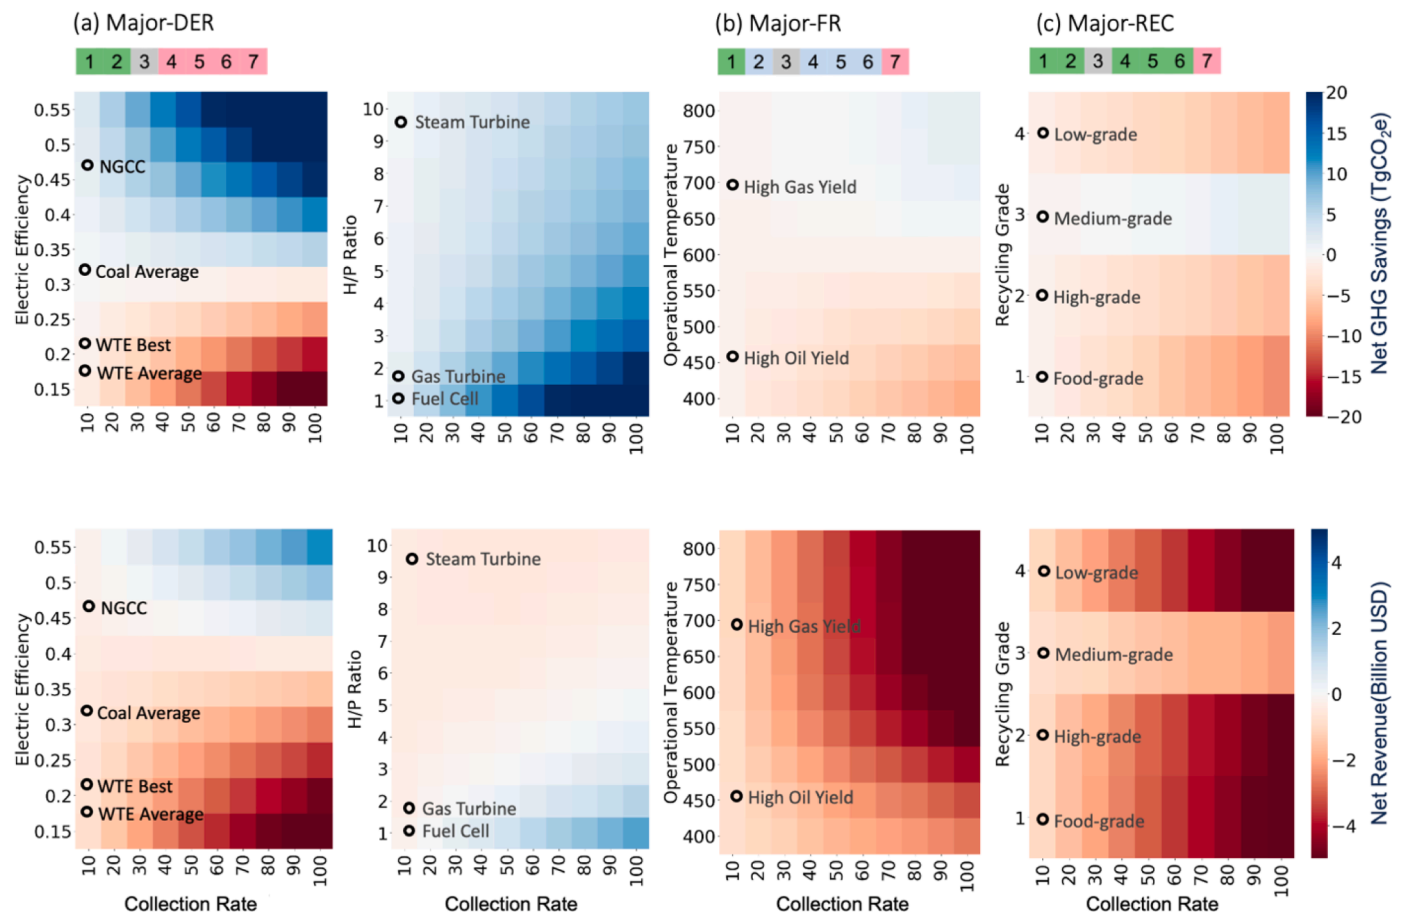 (a) Major-DER
(b) Major-FR
(c) Major-REC
1 2 3 4 5 6 7
1 2 3 4 5 6 7
1 2 3 4 5 6 7
Electric Efficiency
0.55
0.5
0.45
0.4
0.35
0.3
0.25
0.2
0.15
NGCC
Coal Average
WTE Best
WTE Average
10 20 30 40 50 60 70 80 90 100
H/P Ratio
10
9
8
7
6
5
4
3
2
1
Steam Turbine
Gas Turbine
Fuel Cell
10 20 30 40 50 60 70 80 90 100
Operational Temperature
800
750
700
650
600
550
500
450
400
High Gas Yield
High Oil Yield
10 20 30 40 50 60 70 80 90 100
Recycling Grade
4
3
2
1
Low-grade
Medium-grade
High-grade
Food-grade
10 20 30 40 50 60 70 80 90 100
20
15
10
5
0
−5
−10
−15
−20
Net GHG Savings (TgCO2e)
Electric Efficiency
0.55
0.5
0.45
0.4
0.35
0.3
0.25
0.2
0.15
NGCC
Coal Average
WTE Best
WTE Average
10 20 30 40 50 60 70 80 90 100
Collection Rate
H/P Ratio
10
9
8
7
6
5
4
3
2
1
Steam Turbine
Gas Turbine
Fuel Cell
10 20 30 40 50 60 70 80 90 100
Collection Rate
Operational Temperature
800
750
700
650
600
550
500
450
400
High Gas Yield
High Oil Yield
10 20 30 40 50 60 70 80 90 100
Collection Rate
Recycling Grade
4
3
2
1
Low-grade
Medium-grade
High-grade
Food-grade
10 20 30 40 50 60 70 80 90 100
Collection Rate
4
2
0
−2
−4
Net Revenue(Billion USD)